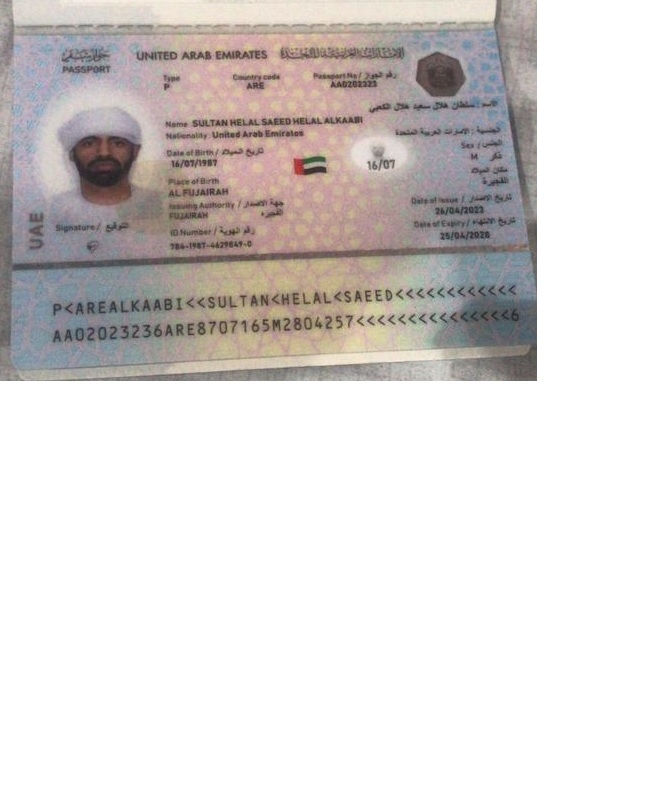 جواز سفر
PASSPORT
UNITED ARAB EMIRATES الإمارات العربية المتحدة
Type
P
Country code
ARE
Passport No / رقم الجواز
AA0202323
الاسم: سلطان هلال سعيد هلال الكعبي
Name SULTAN HELAL SAEED HELAL ALKAABI
الجنسية: الامارات العربية المتحدة
Nationality United Arab Emirates
Date of Birth / تاريخ الميلاد
16/07/1987
16/07
Sex / الجنس
M ذكر
مكان الميلاد
الفجيرة
Place of Birth
AL FUJAIRAH
Issuing Authority / جهة الاصدار
FUJAIRAH الفجيره
Date of Issue / تاريخ الاصدار
26/04/2023
Date of Expiry / تاريخ الانتهاء
25/04/2028
ID Number / رقم الهوية
784-1987-4629849-0
Signature / التوقيع
UAE
P<AREALKAABI<<SULTAN<HELAL<SAEED<<<<<<<<<<<<
AA02023236ARE8707165M2804257<<<<<<<<<<<<<<<6